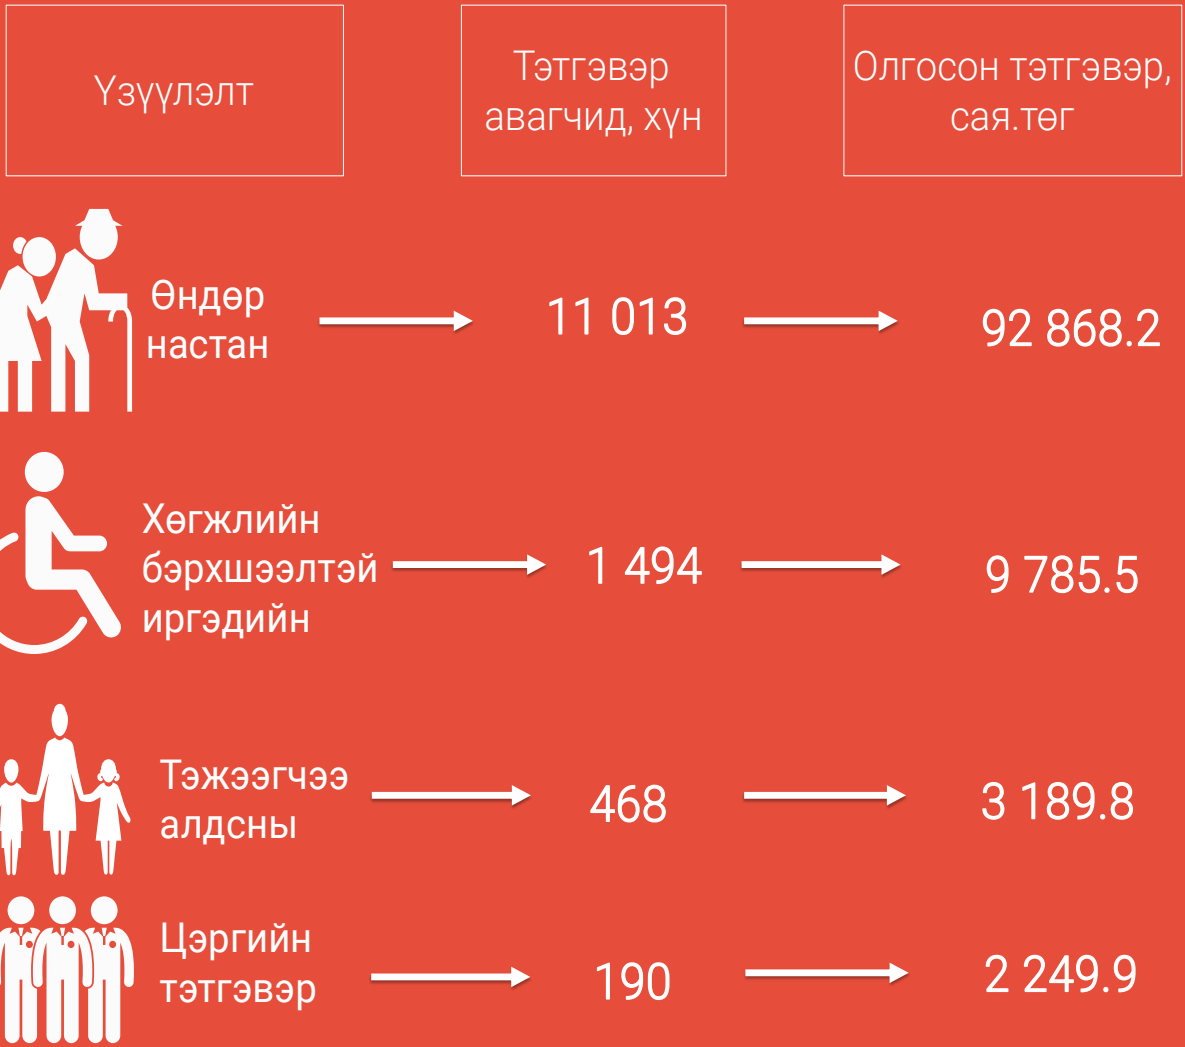 Үзүүлэлт
Тэтгэвэр
авагчид, хүн
Олгосон тэтгэвэр,
сая.төг
Өндөр
настан
11 013
92 868.2
Хөгжлийн
бэрхшээлтэй
иргэдийн
1 494
9 785.5
Тэжээгчээ
алдсны
468
3 189.8
Цэргийн
тэтгэвэр
190
2 249.9